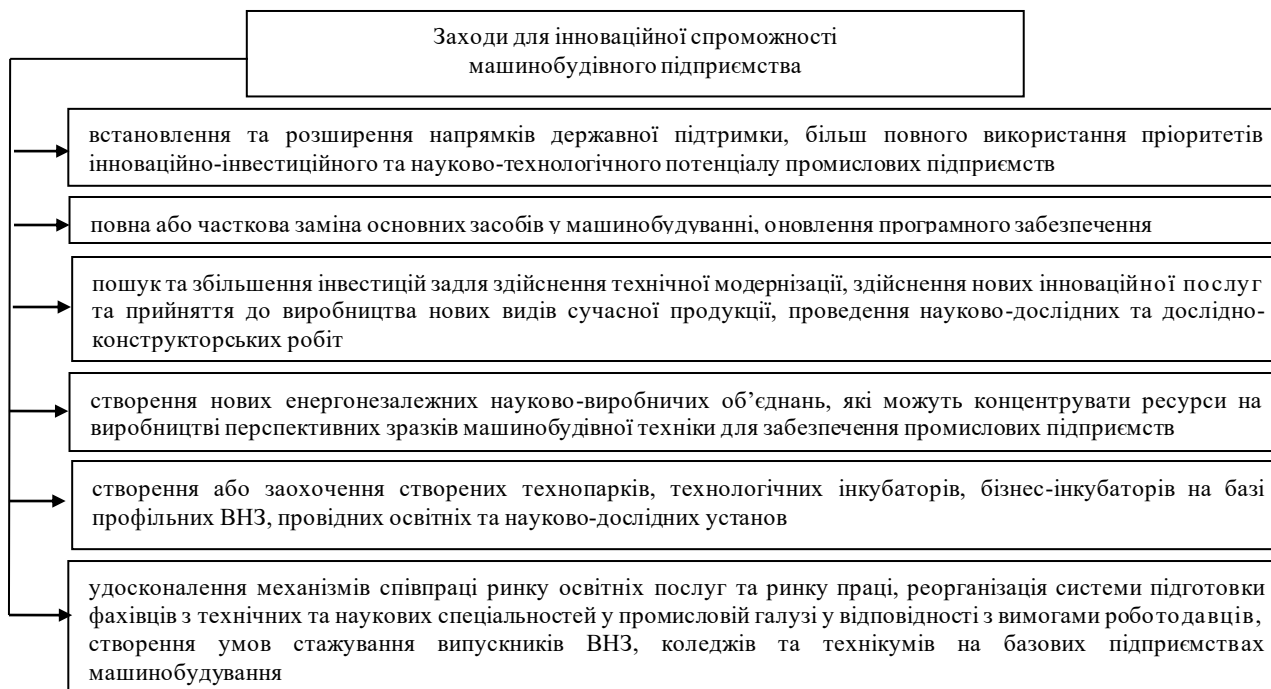 Заходи для інноваційної спроможності
машинобудівного підприємства
встановлення та розширення напрямків державної підтримки, більш повного використання пріоритетів
інноваційно-інвестиційного та науково-технологічного потенціалу промислових підприємств
повна або часткова заміна основних засобів у машинобудуванні, оновлення програмного забезпечення
пошук та збільшення інвестицій задля здійснення технічної модернізації, здійснення нових інноваційної послуг
та прийняття до виробництва нових видів сучасної продукції, проведення науково-дослідних та дослідно-
конструкторських робіт
створення нових енергонезалежних науково-виробничих об’єднань, які можуть концентрувати ресурси на
виробництві перспективних зразків машинобудівної техніки для забезпечення промислових підприємств
створення або заохочення створених технопарків, технологічних інкубаторів, бізнес-інкубаторів на базі
профільних ВНЗ, провідних освітніх та науково-дослідних установ
удосконалення механізмів співпраці ринку освітніх послуг та ринку праці, реорганізація системи підготовки
фахівців з технічних та наукових спеціальностей у промисловій галузі у відповідності з вимогами роботодавців,
створення умов стажування випускників ВНЗ, коледжів та технікумів на базових підприємствах
машинобудування